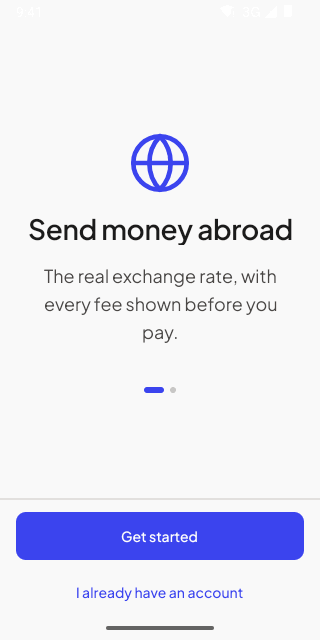 Send money abroad
The real exchange rate, with
every fee shown before you
pay.
Get started
I already have an account